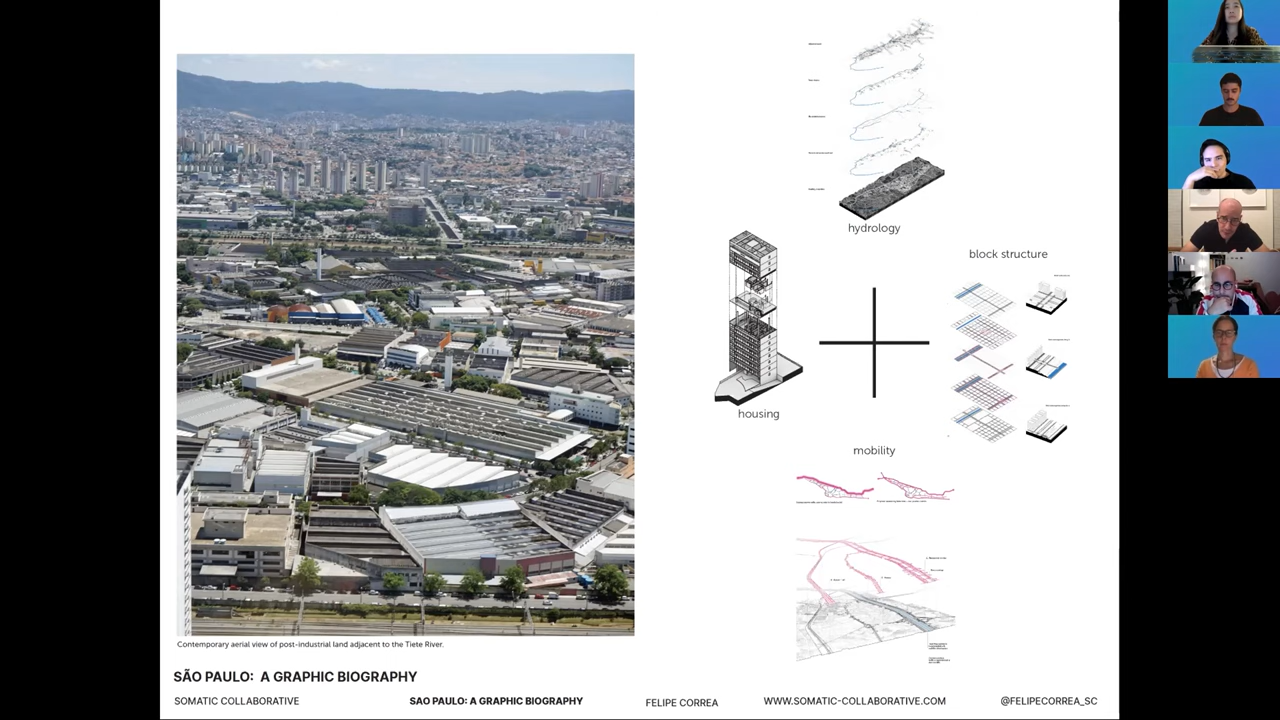 hydrology
block structure
housing
mobility
Contemporary aerial view of post-industrial land adjacent to the Tiete River.
SÃO PAULO:  A GRAPHIC BIOGRAPHY
SOMATIC COLLABORATIVE
SAO PAULO: A GRAPHIC BIOGRAPHY
FELIPE CORREA
WWW.SOMATIC-COLLABORATIVE.COM
@FELIPECORREA_SC